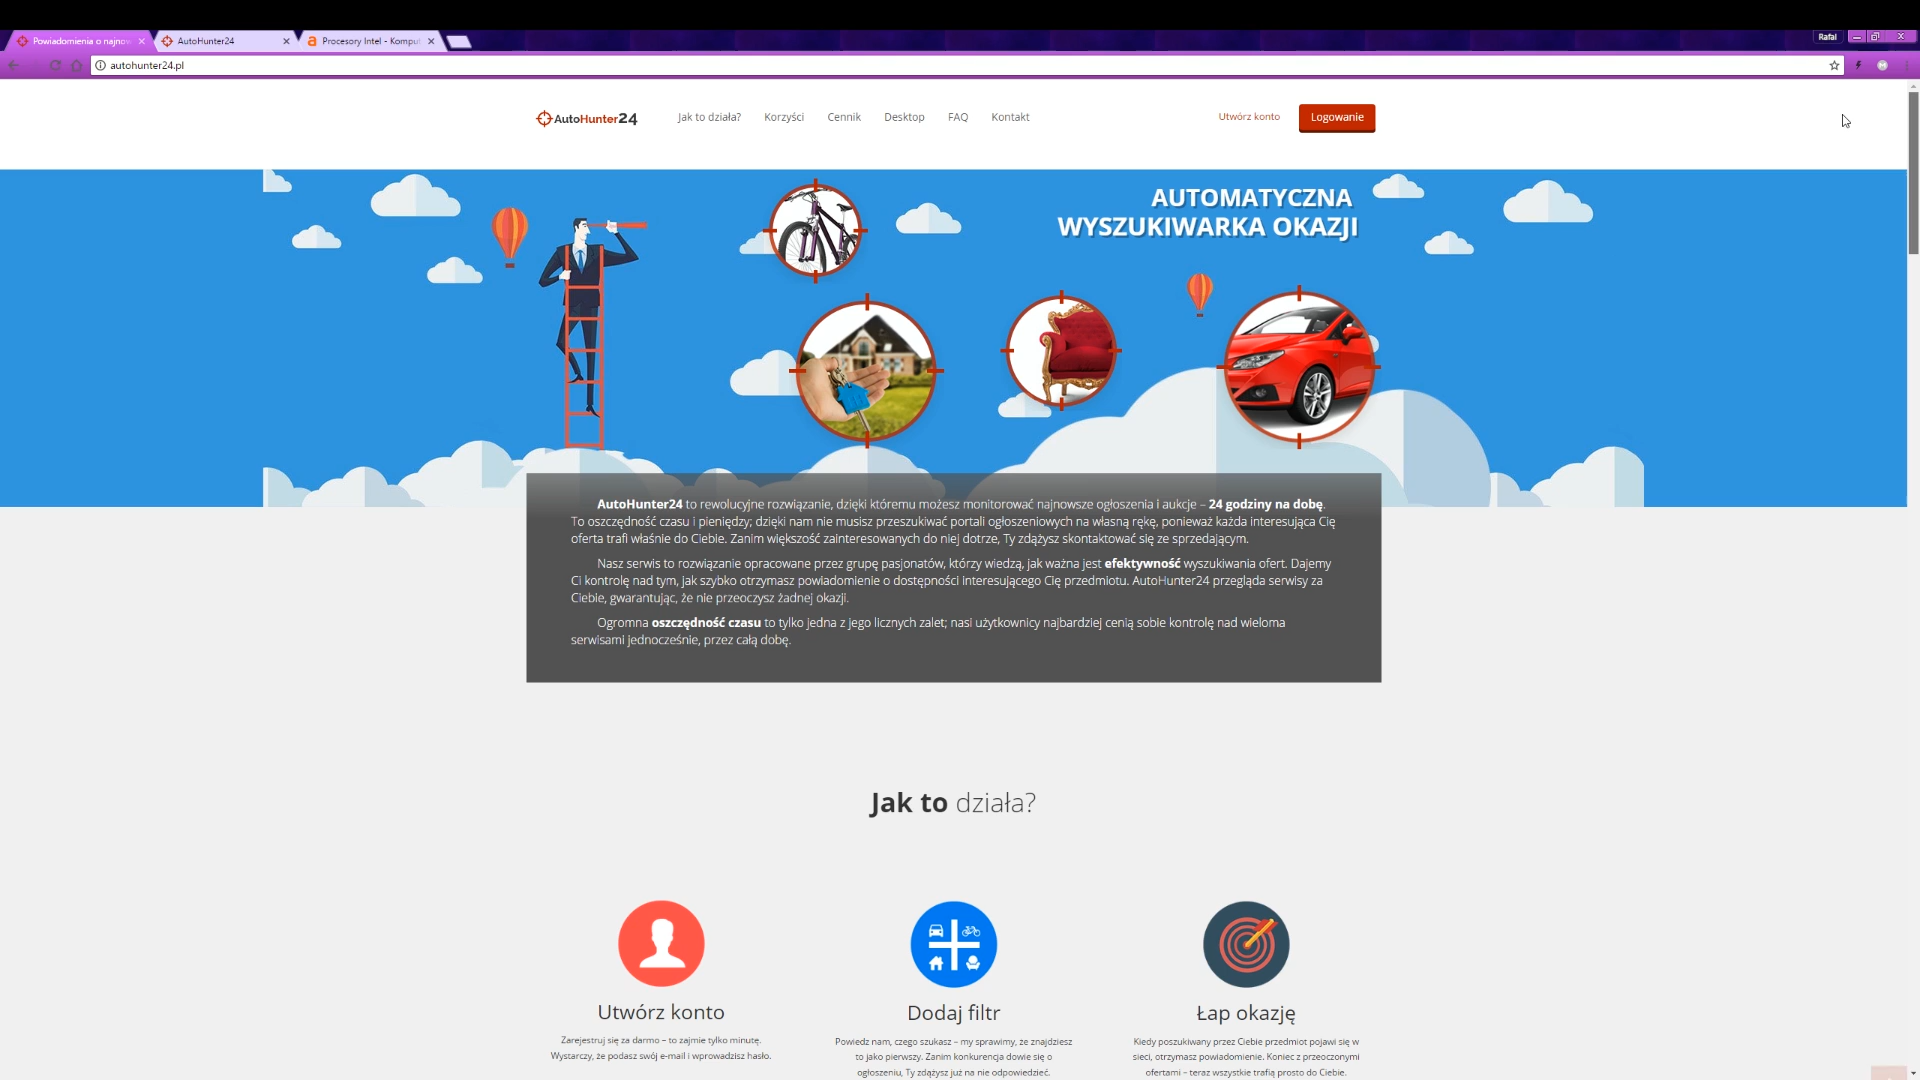 Powiadomienia o najno
AutoHunter24
Procesory Intel - Komput
Rafal
autohunter24.pl
AutoHunter24
Jak to działa?
Korzyści
Cennik
Desktop
FAQ
Kontakt
Utwórz konto
Logowanie
AUTOMATYCZNA
WYSZUKIWARKA OKAZJI
AutoHunter24 to rewolucyjne rozwiązanie, dzięki któremu możesz monitorować najnowsze ogłoszenia i aukcje – 24 godziny na dobę.
To oszczędność czasu i pieniędzy; dzięki nam nie musisz przeszukiwać portali ogłoszeniowych na własną rękę, ponieważ każda interesująca Cię
oferta trafi właśnie do Ciebie. Zanim większość zainteresowanych do niej dotrze, Ty zdążysz skontaktować się ze sprzedającym.
Nasz serwis to rozwiązanie opracowane przez grupę pasjonatów, którzy wiedzą, jak ważna jest efektywność wyszukiwania ofert. Dajemy
Ci kontrolę nad tym, jak szybko otrzymasz powiadomienie o dostępności interesującego Cię przedmiotu. AutoHunter24 przegląda serwisy za
Ciebie, gwarantując, że nie przeoczysz żadnej okazji.
Ogromna oszczędność czasu to tylko jedna z jego licznych zalet; nasi użytkownicy najbardziej cenią sobie kontrolę nad wieloma
serwisami jednocześnie, przez całą dobę.
Jak to działa?
Utwórz konto
Zarejestruj się za darmo – to zajmie tylko minutę.
Wystarczy, że podasz swój e-mail i wprowadzisz hasło.
Dodaj filtr
Powiedz nam, czego szukasz – my sprawimy, że znajdziesz
to jako pierwszy. Zanim konkurencja dowie się o
ogłoszeniu, Ty zdążysz już na nie odpowiedzieć.
Łap okazję
Kiedy poszukiwany przez Ciebie przedmiot pojawi się w
sieci, otrzymasz powiadomienie. Koniec z przeoczonymi
ofertami – teraz wszystkie trafią prosto do Ciebie.